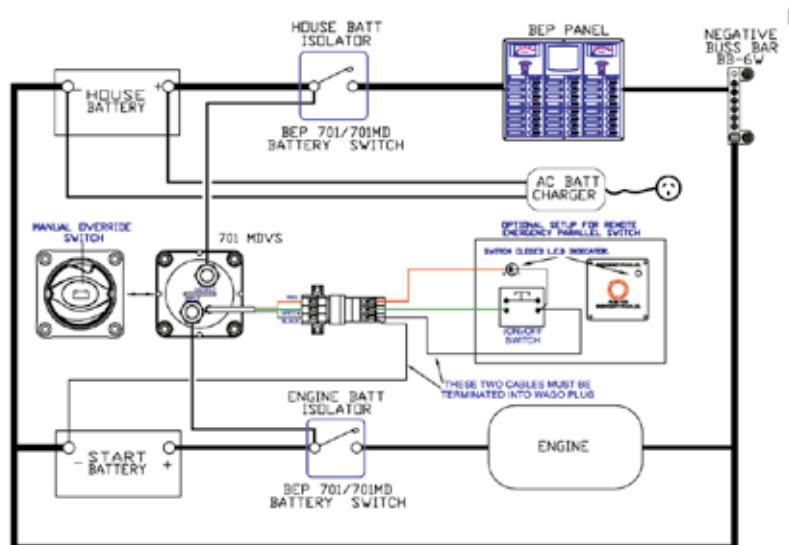 HOUSE BATT
ISOLATOR
BEP PANEL
NEGATIVE
BUSS BAR
BB-6W
- +
HOUSE
BATTERY
BEP 701/701MD
BATTERY SWITCH
AC BATT
CHARGER
MANUAL OVERRIDE
SWITCH
701 MDVS
OPTIONAL SETUP FOR REMOTE
EMERGENCY PARALLEL SWITCH
SWITCH CLOSED L.E.D INDICATOR.
RED
GREEN
BLACK
ON/OFF
SWITCH
THESE TWO CABLES MUST BE
TERMINATED INTO WAGO PLUG
ENGINE BATT
ISOLATOR
- +
START
BATTERY
ENGINE
BEP 701/701MD
BATTERY SWITCH